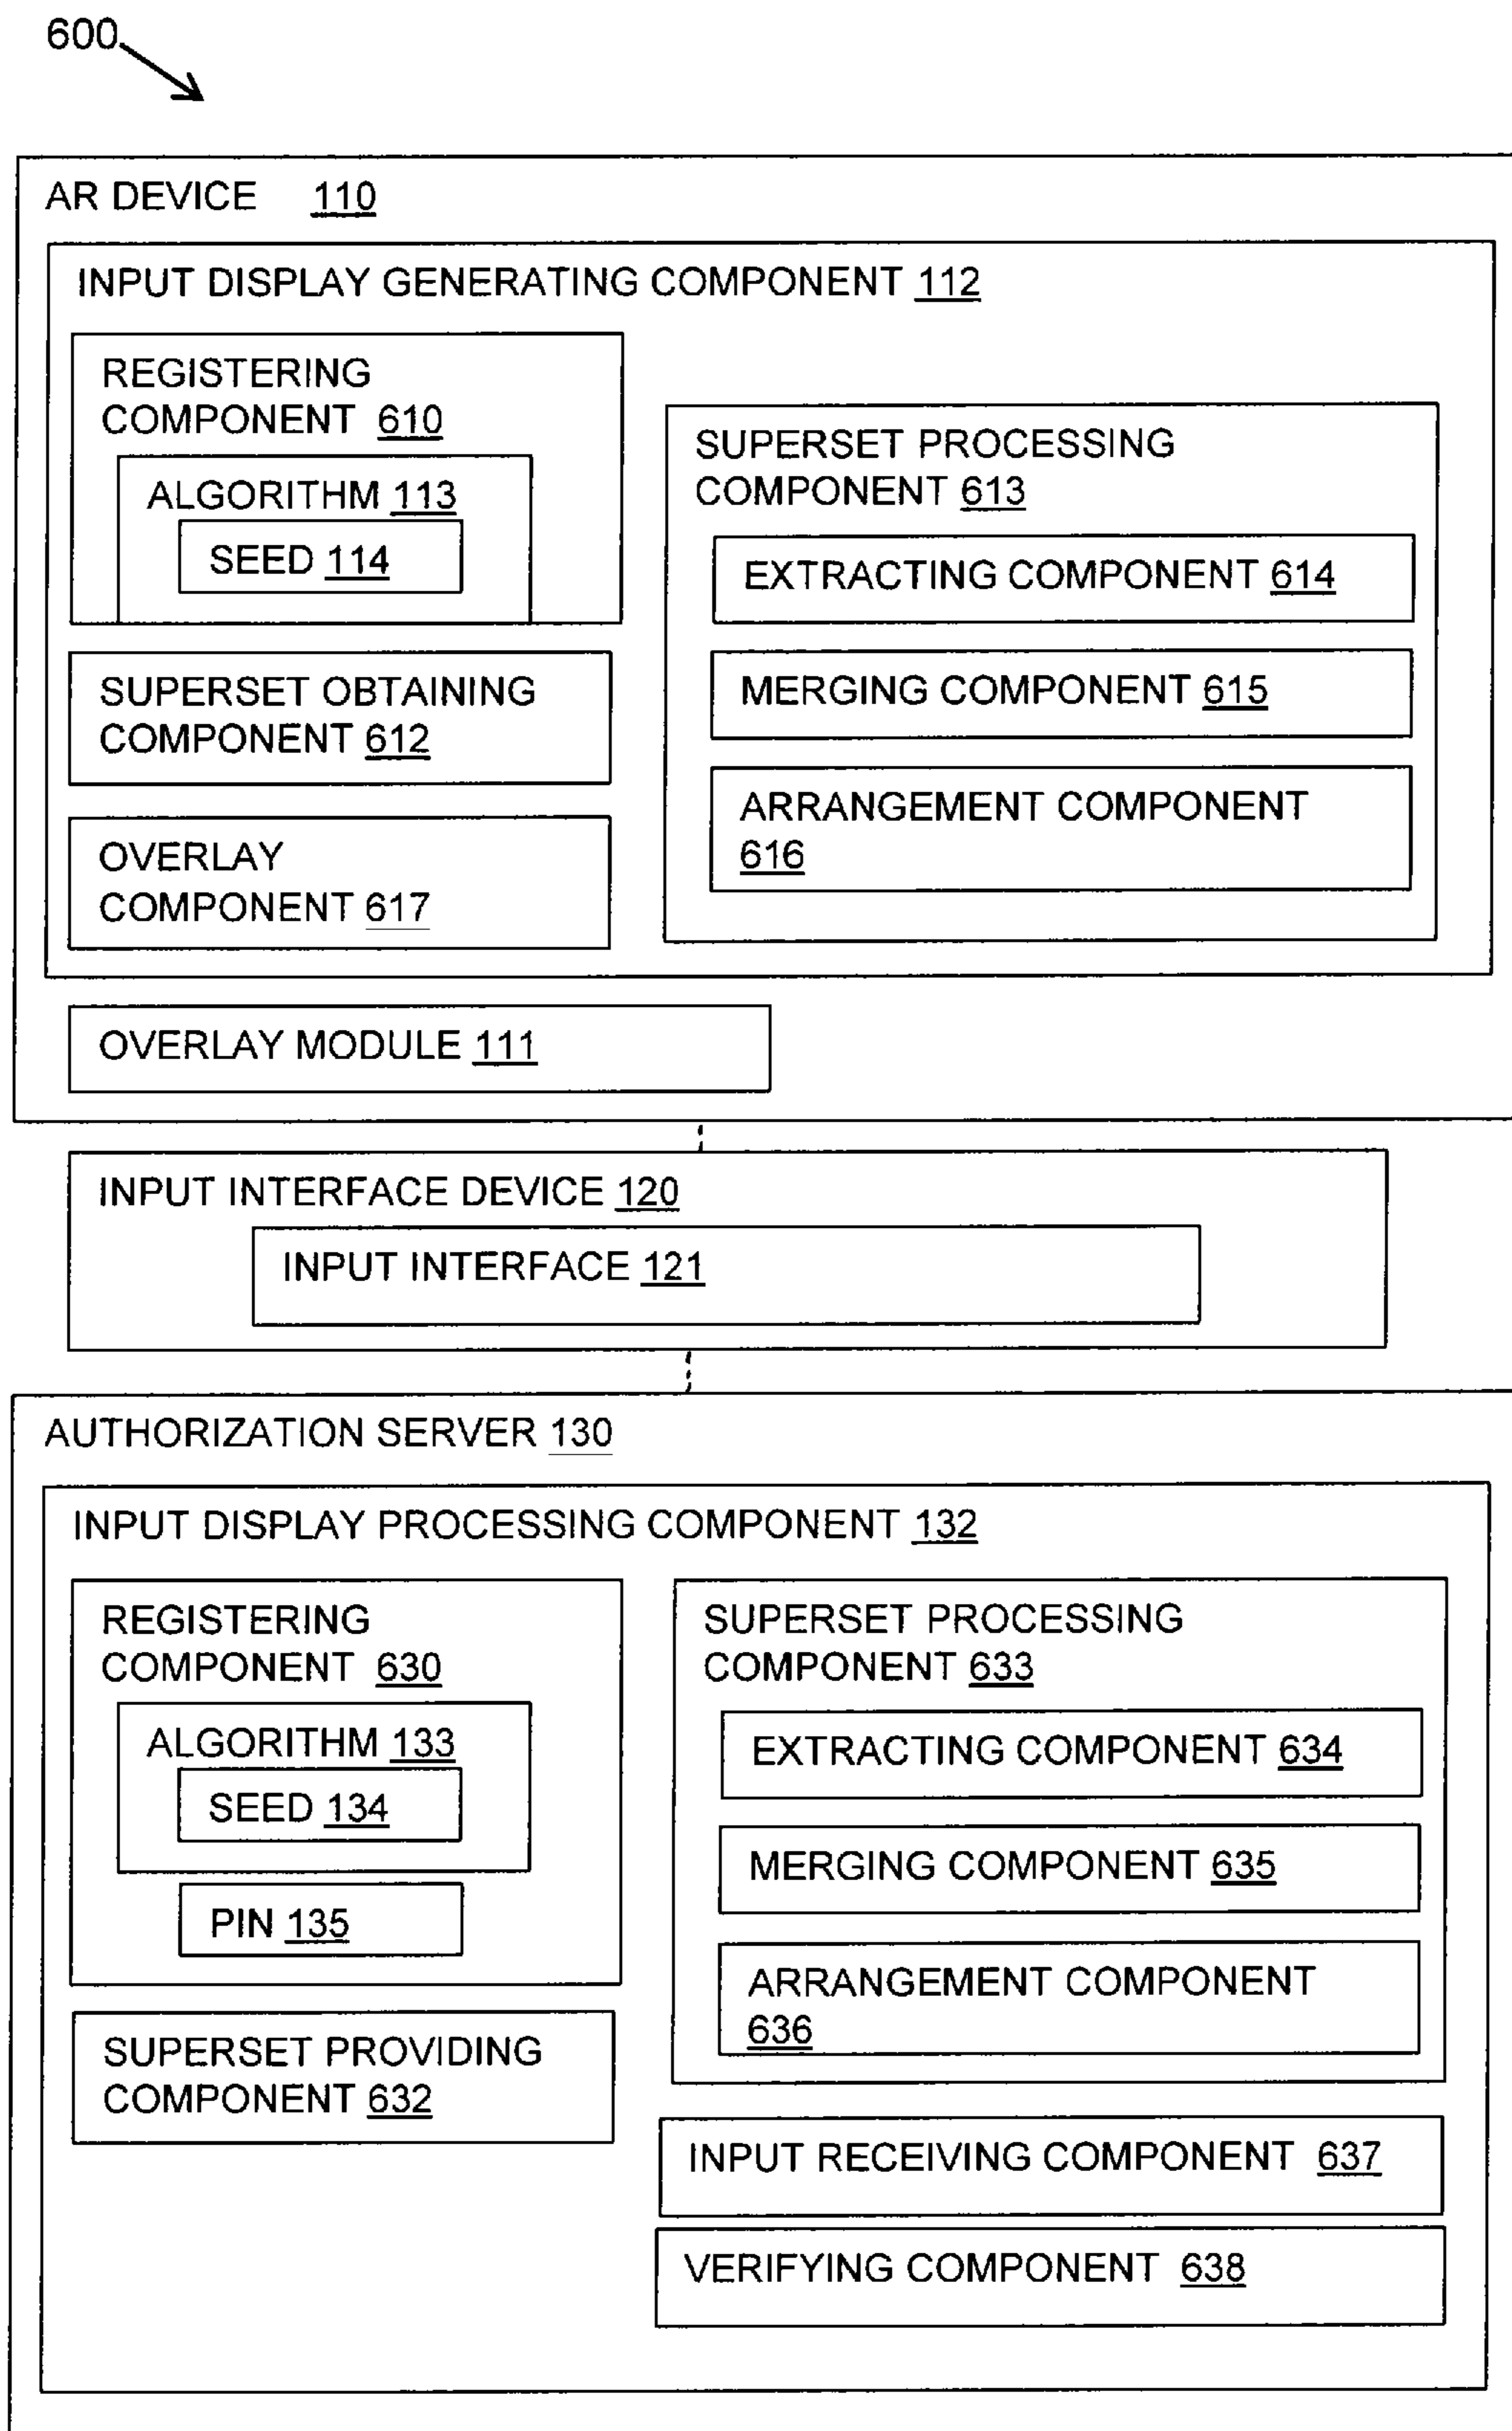 600
AR DEVICE 110
INPUT DISPLAY GENERATING COMPONENT 112
REGISTERING
COMPONENT 610
ALGORITHM 113
SEED 114
SUPERSET OBTAINING
COMPONENT 612
OVERLAY
COMPONENT 617
SUPERSET PROCESSING
COMPONENT 613
EXTRACTING COMPONENT 614
MERGING COMPONENT 615
ARRANGEMENT COMPONENT
616
OVERLAY MODULE 111
INPUT INTERFACE DEVICE 120
INPUT INTERFACE 121
AUTHORIZATION SERVER 130
INPUT DISPLAY PROCESSING COMPONENT 132
REGISTERING
COMPONENT 630
ALGORITHM 133
SEED 134
PIN 135
SUPERSET PROVIDING
COMPONENT 632
SUPERSET PROCESSING
COMPONENT 633
EXTRACTING COMPONENT 634
MERGING COMPONENT 635
ARRANGEMENT COMPONENT
636
INPUT RECEIVING COMPONENT 637
VERIFYING COMPONENT 638